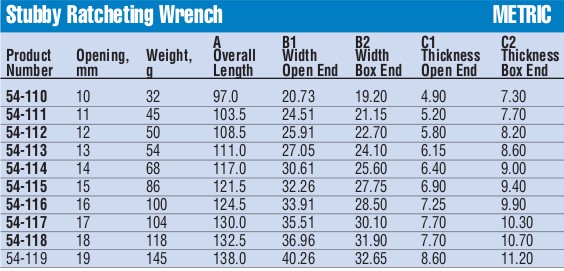 Stubby Ratcheting Wrench METRIC
A B1 B2 C1 C2
Product Opening, Weight, Overall Width Width Thickness Thickness
Number mm g Length Open End Box End Open End Box End
54-110 10 32 97.0 20.73 19.20 4.90 7.30
54-111 11 45 103.5 24.51 21.15 5.20 7.70
54-112 12 50 108.5 25.91 22.70 5.80 8.20
54-113 13 54 111.0 27.05 24.10 6.15 8.60
54-114 14 68 117.0 30.61 25.60 6.40 9.00
54-115 15 86 121.5 32.26 27.75 6.90 9.40
54-116 16 100 124.5 33.91 28.50 7.25 9.90
54-117 17 104 130.0 35.51 30.10 7.70 10.30
54-118 18 118 132.5 36.96 31.90 7.70 10.70
54-119 19 145 138.0 40.26 32.65 8.60 11.20